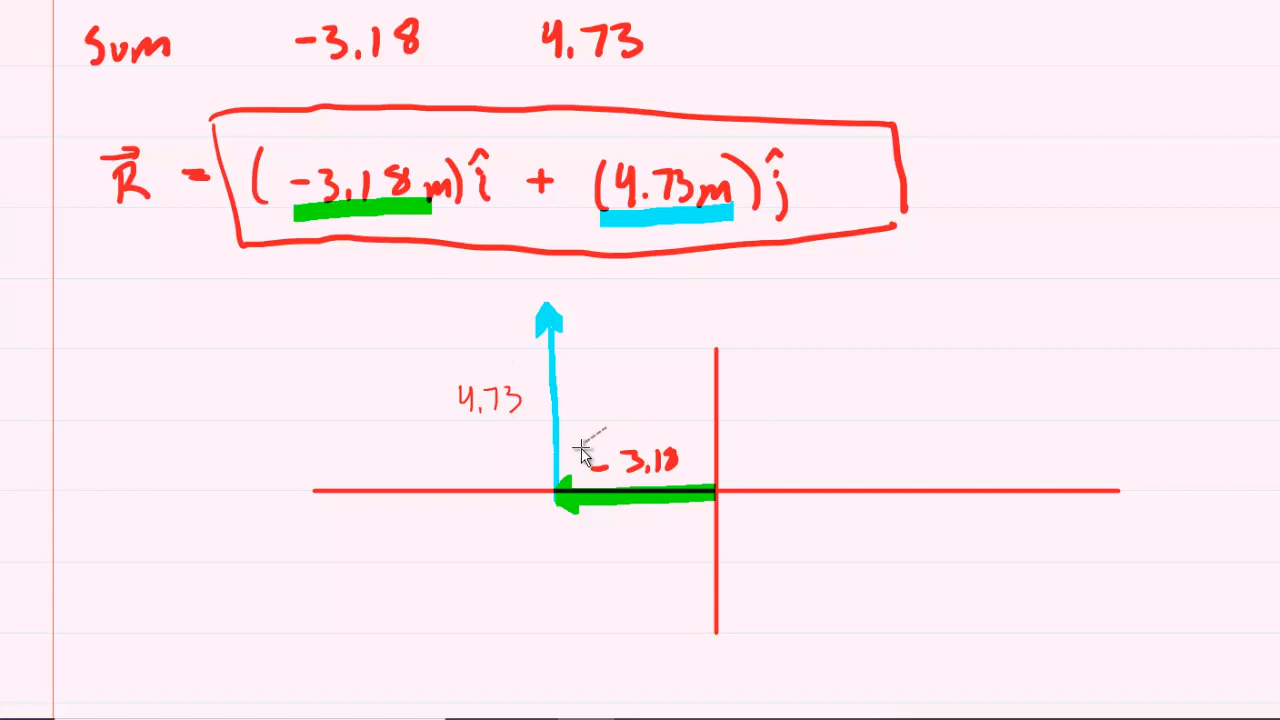 Sum -3.18 4.73
R⃗ = (-3.18m)î + (4.73m)ĵ
4.73
- 3.18